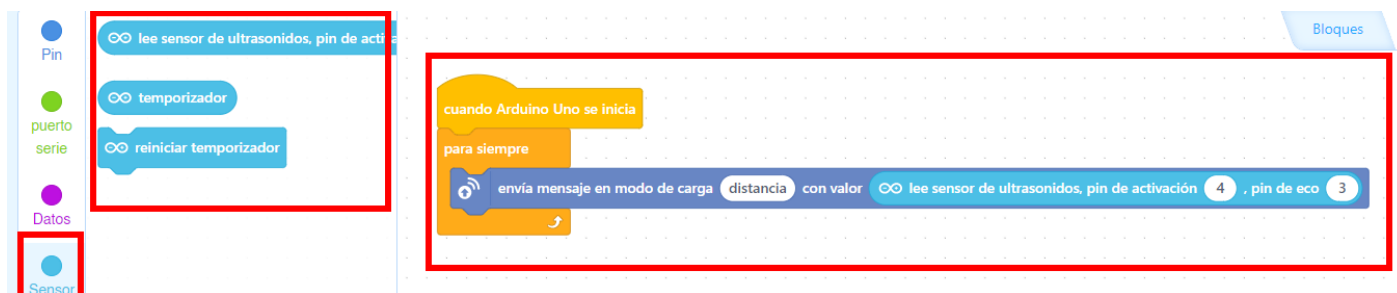 Pin
puerto
serie
Datos
Sensor
lee sensor de ultrasonidos, pin de
temporizador
reiniciar temporizador
Bloques
cuando Arduino Uno se inicia
para siempre
envía mensaje en modo de carga distancia con valor lee sensor de ultrasonidos, pin de activación 4 , pin de eco 3